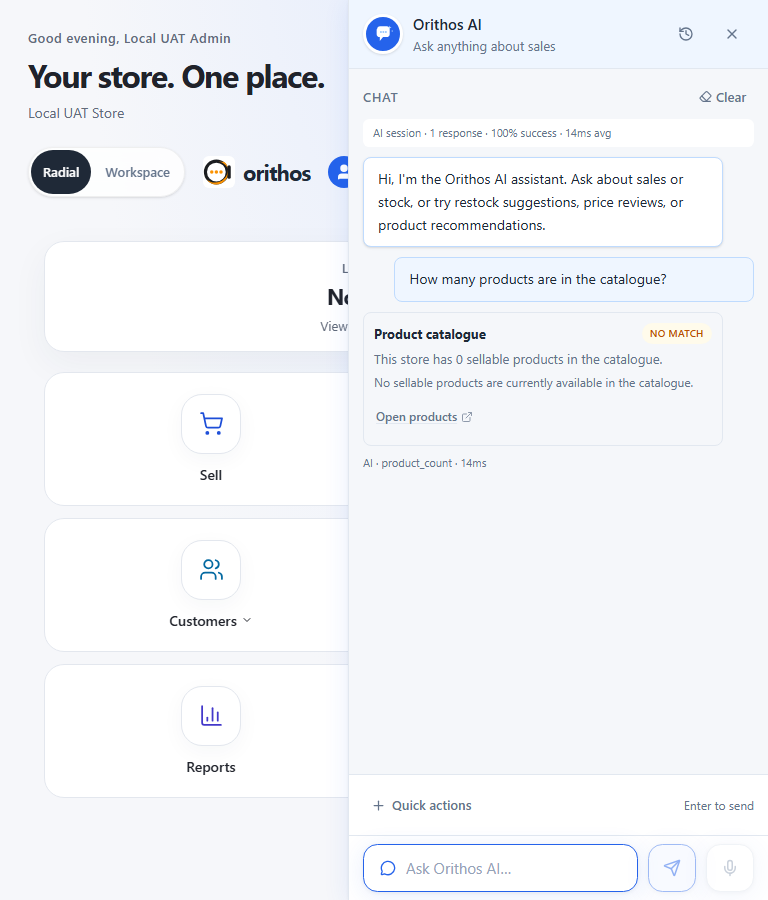 Good evening, Local UAT Admin
Your store. One place.
Local UAT Store
Radial
Workspace
orithos
No
View
Sell
Customers
Reports
Orithos AI
Ask anything about sales
CHAT
Clear
AI session · 1 response · 100% success · 14ms avg
Hi, I'm the Orithos AI assistant. Ask about sales or
stock, or try restock suggestions, price reviews, or
product recommendations.
How many products are in the catalogue?
Product catalogue
NO MATCH
This store has 0 sellable products in the catalogue.
No sellable products are currently available in the catalogue.
Open products
AI · product_count · 14ms
Quick actions
Enter to send
Ask Orithos AI...